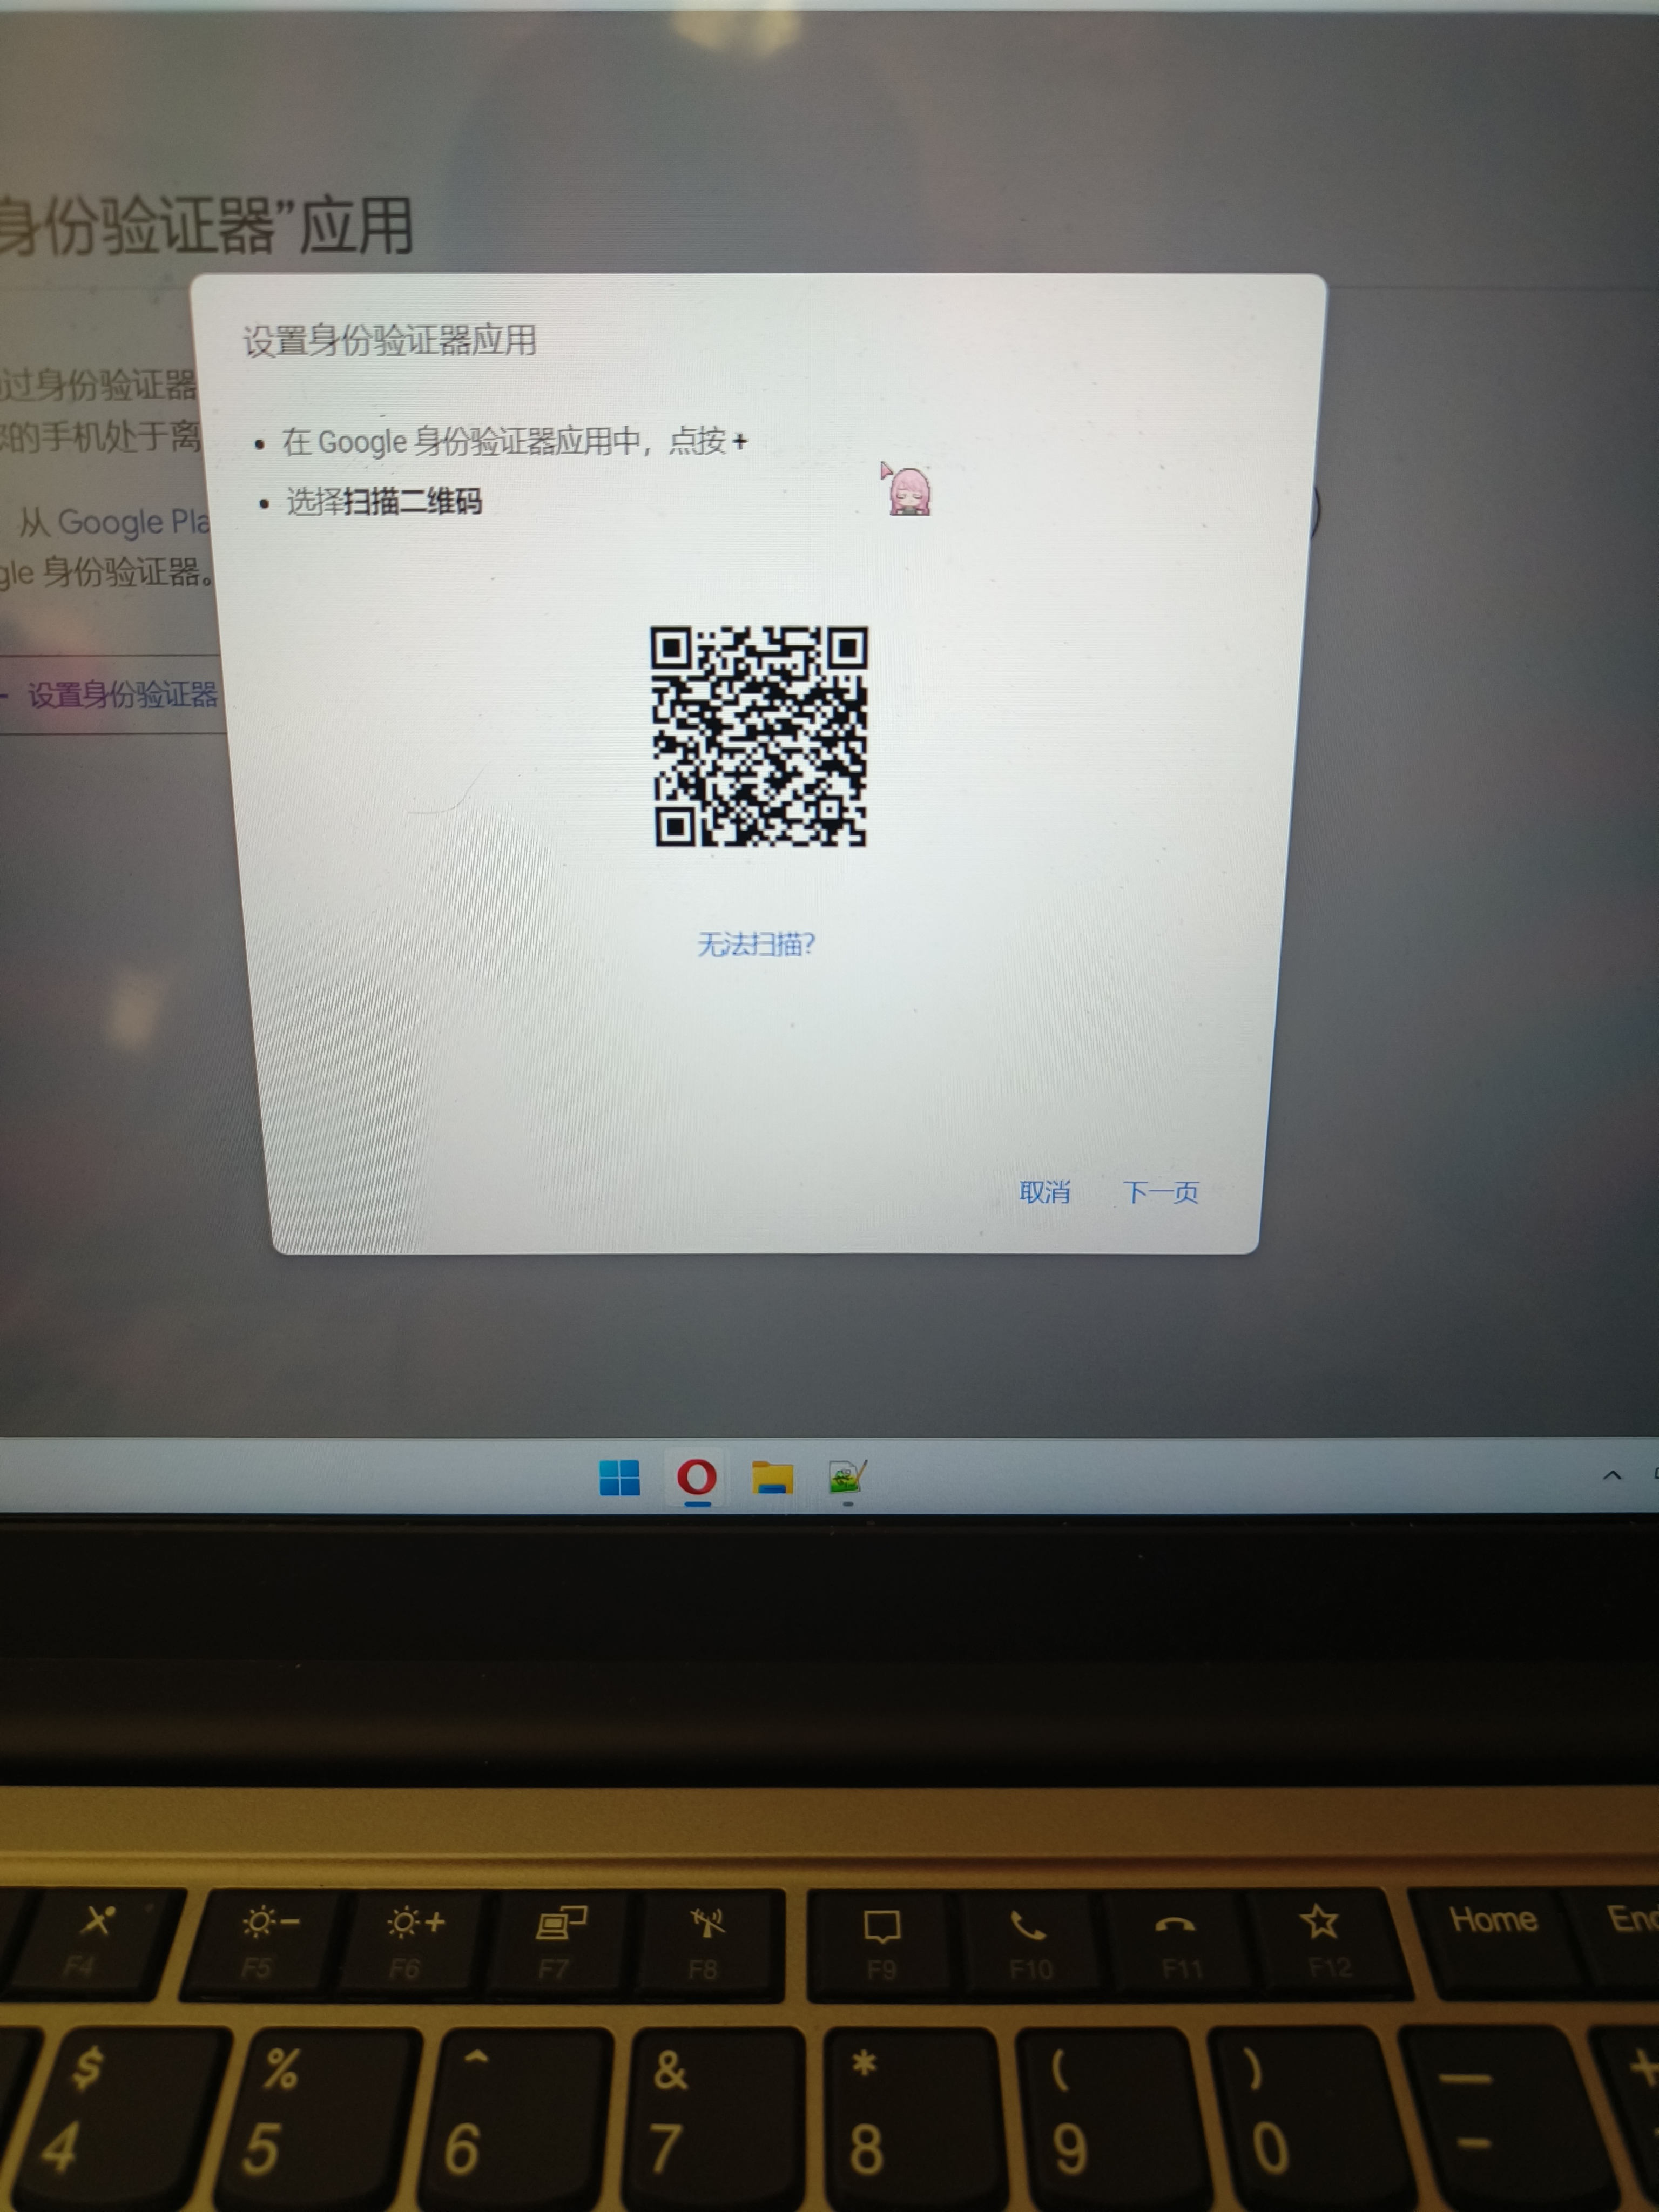 身份验证器”应用
设置身份验证器应用
过身份验证器
的手机处于离
在 Google 身份验证器应用中，点按 +
选择扫描二维码
从 Google Pla
gle 身份验证器。
设置身份验证器
无法扫描？
取消 下一页
F4 F5 F6 F7 F8 F9 F10 F11 F12 Home
$ % ^ & * ( ) — +
4 5 6 7 8 9 0 -